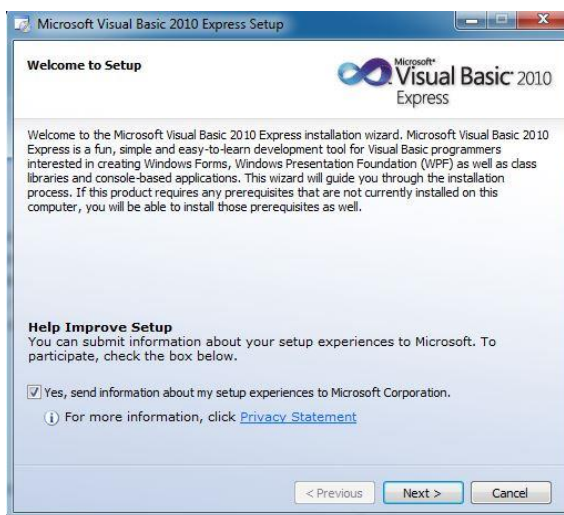 Microsoft Visual Basic 2010 Express Setup
Welcome to Setup
Microsoft®
Visual Basic® 2010
Express
Welcome to the Microsoft Visual Basic 2010 Express installation wizard. Microsoft Visual Basic 2010
Express is a fun, simple and easy-to-learn development tool for Visual Basic programmers
interested in creating Windows Forms, Windows Presentation Foundation (WPF) as well as class
libraries and console-based applications. This wizard will guide you through the installation
process. If this product requires any prerequisites that are not currently installed on this
computer, you will be able to install those prerequisites as well.
Help Improve Setup
You can submit information about your setup experiences to Microsoft. To
participate, check the box below.
Yes, send information about my setup experiences to Microsoft Corporation.
For more information, click Privacy Statement
< Previous
Next >
Cancel